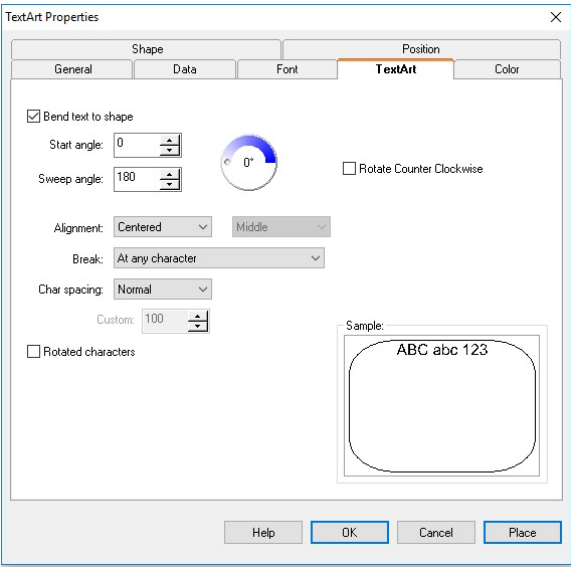 TextArt Properties
Shape
Position
General
Data
Font
TextArt
Color
Bend text to shape
Start angle: 0
0°
Sweep angle: 180
Rotate Counter Clockwise
Alignment: Centered Middle
Break: At any character
Char spacing: Normal
Custom: 100
Rotated characters
Sample:
ABC abc 123
Help
OK
Cancel
Place